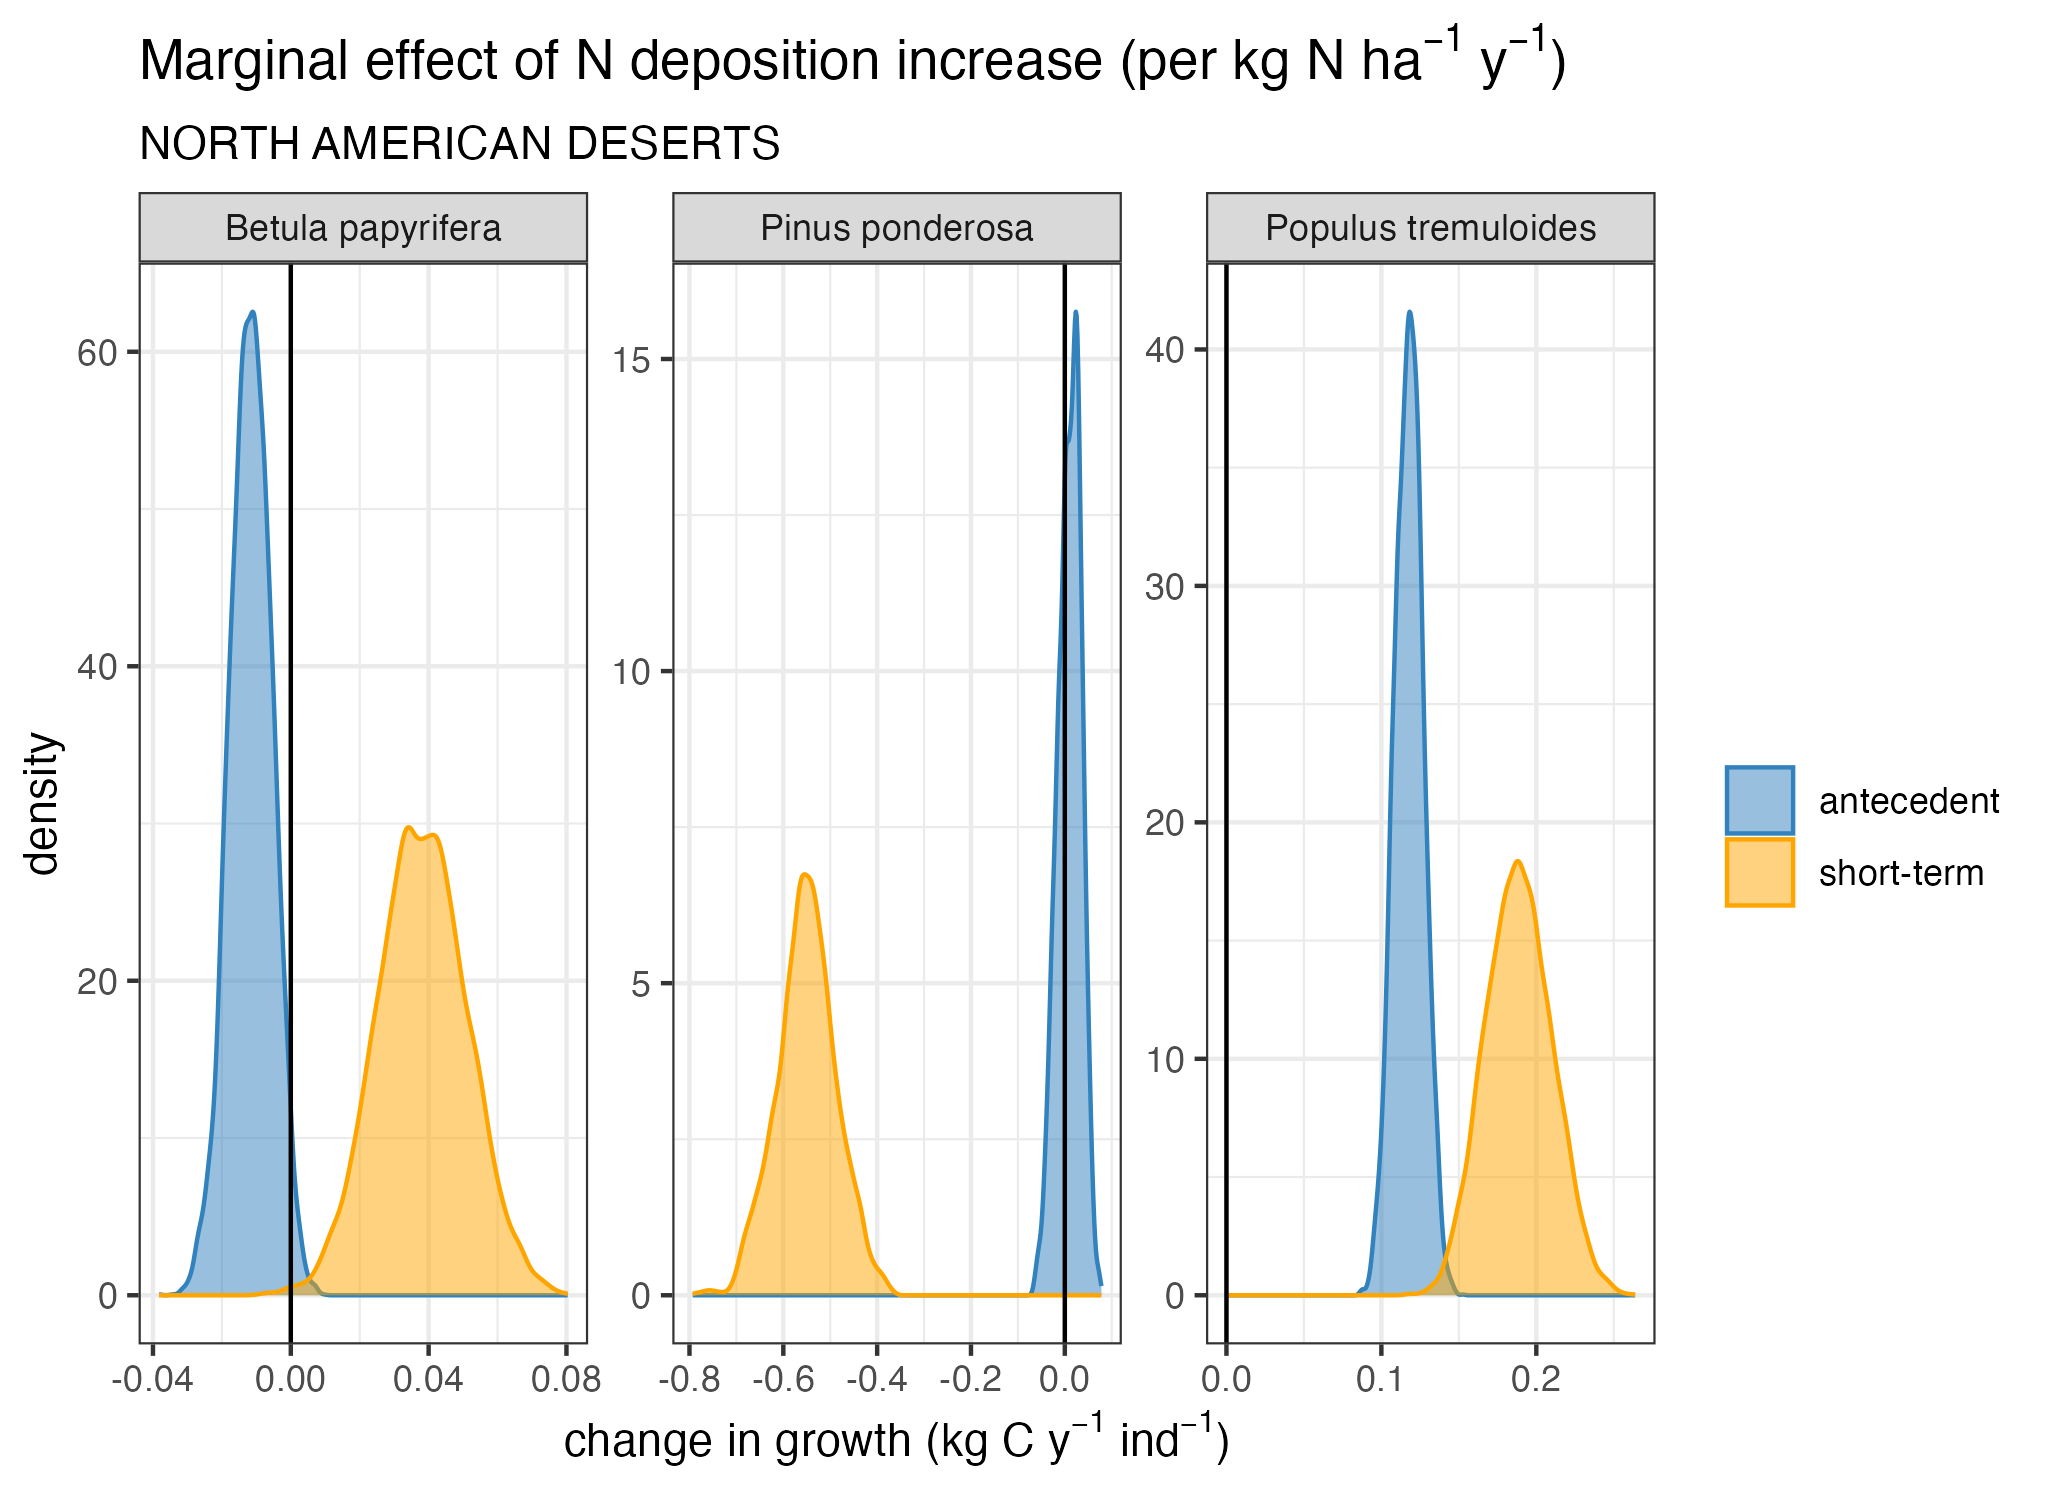 Marginal effect of N deposition increase (per kg N ha⁻¹ y⁻¹)
NORTH AMERICAN DESERTS
Betula papyrifera
Pinus ponderosa
Populus tremuloides
density
60
40
20
0
15
10
5
0
40
30
20
10
0
-0.04 0.00 0.04 0.08
-0.8 -0.6 -0.4 -0.2 0.0
0.0 0.1 0.2
change in growth (kg C y⁻¹ ind⁻¹)
antecedent
short-term